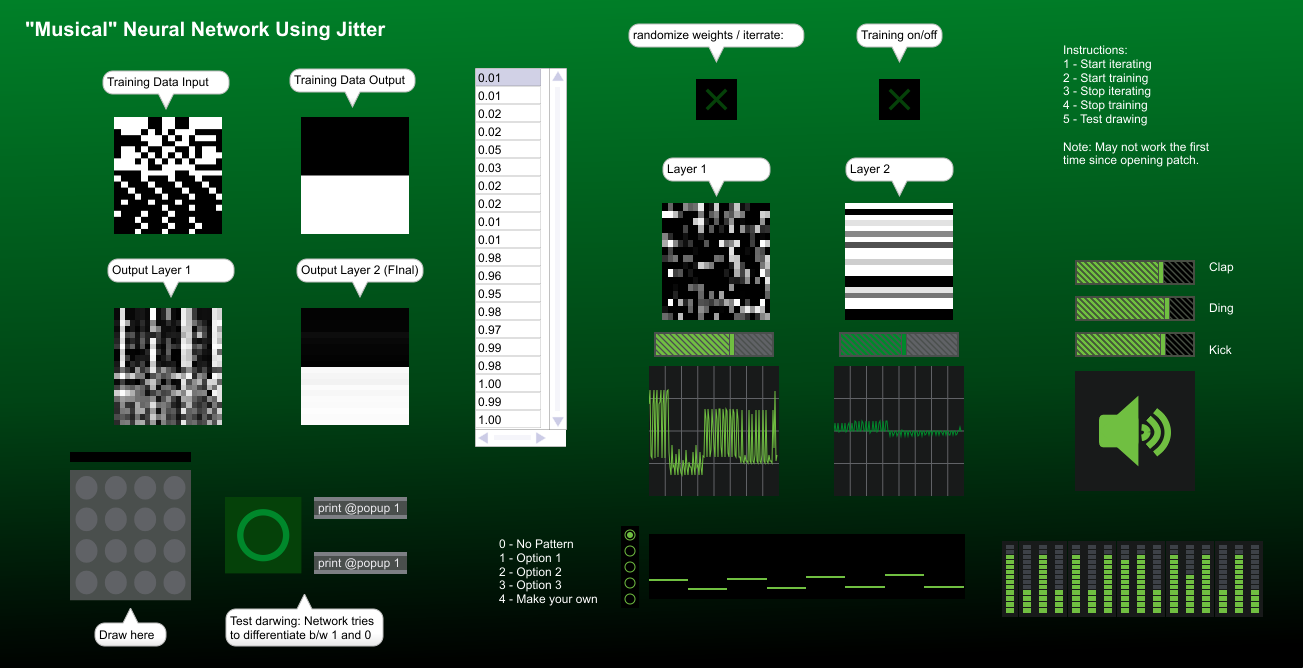 "Musical" Neural Network Using Jitter
randomize weights / iterrate:
Training on/off
Instructions:
1 - Start iterating
2 - Start training
3 - Stop iterating
4 - Stop training
5 - Test drawing
Note: May not work the first
time since opening patch.
Training Data Input
Training Data Output
0.01
0.01
0.02
0.02
0.05
0.03
0.02
0.02
0.01
0.01
0.98
0.96
0.95
0.98
0.97
0.99
0.98
1.00
0.99
1.00
Layer 1
Layer 2
Output Layer 1
Output Layer 2 (FInal)
Clap
Ding
Kick
print @popup 1
print @popup 1
Draw here
Test darwing: Network tries
to differentiate b/w 1 and 0
0 - No Pattern
1 - Option 1
2 - Option 2
3 - Option 3
4 - Make your own